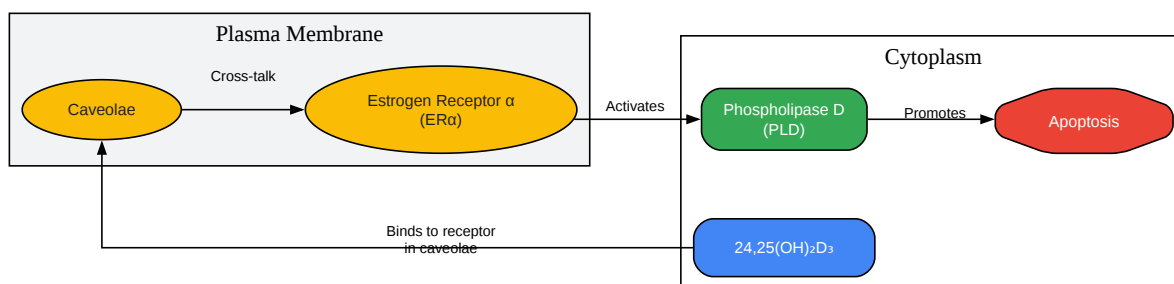 Plasma Membrane
Caveolae
Cross-talk
Estrogen Receptor α
(ERα)
Activates
Cytoplasm
Phospholipase D
(PLD)
Promotes
Apoptosis
Binds to receptor
in caveolae
24,25(OH)₂D₃